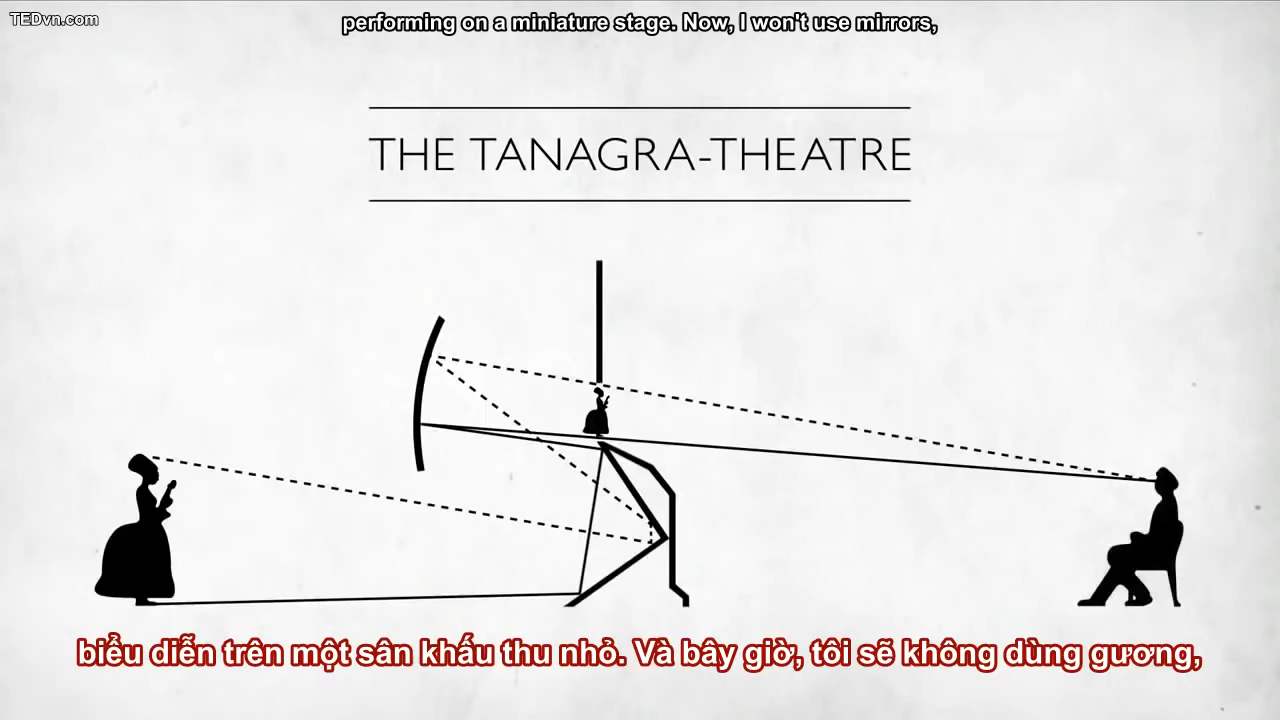 TEDvn.com
performing on a miniature stage. Now, I won't use mirrors,
THE TANAGRA-THEATRE
biểu diễn trên một sân khấu thu nhỏ. Và bây giờ, tôi sẽ không dùng gương,